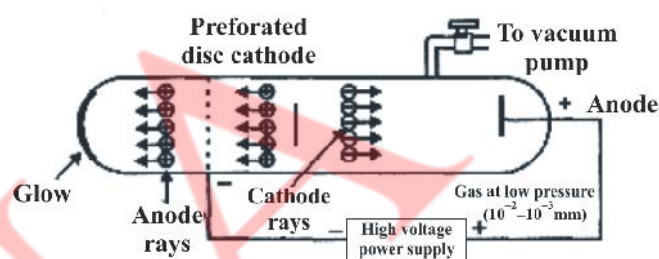 Preforated
disc cathode
To vacuum
pump
+ Anode
Glow
Anode
rays
−
Cathode
rays
Gas at low pressure
(10⁻²–10⁻³mm)
− High voltage +
power supply